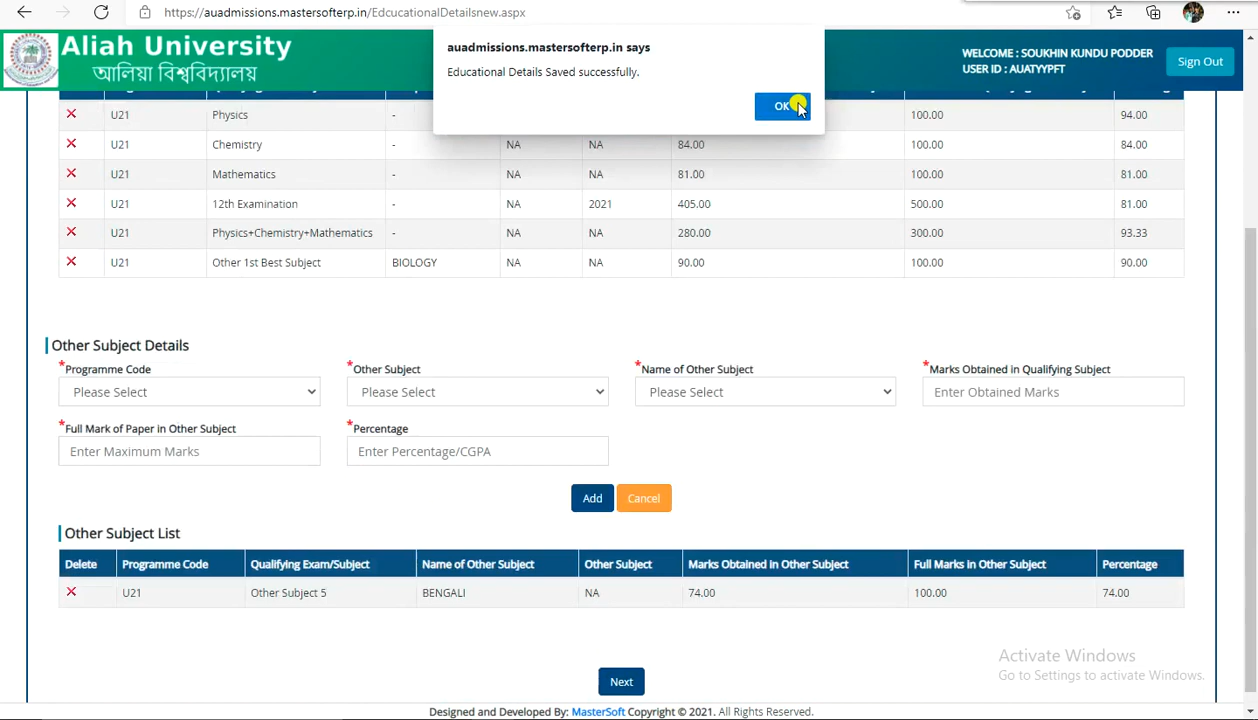 https://auadmissions.mastersofterp.in/EdcucationalDetailsnew.aspx
Aliah University
আলিয়া বিশ্ববিদ্যালয়
auadmissions.mastersofterp.in says
Educational Details Saved successfully.
OK
WELCOME : SOUKHIN KUNDU PODDER
USER ID : AUATYYPFT
Sign Out
U21 Physics - 100.00 94.00
U21 Chemistry - NA NA 84.00 100.00 84.00
U21 Mathematics - NA NA 81.00 100.00 81.00
U21 12th Examination - NA 2021 405.00 500.00 81.00
U21 Physics+Chemistry+Mathematics - NA NA 280.00 300.00 93.33
U21 Other 1st Best Subject BIOLOGY NA NA 90.00 100.00 90.00
Other Subject Details
*Programme Code *Other Subject *Name of Other Subject *Marks Obtained in Qualifying Subject
Please Select Please Select Please Select Enter Obtained Marks
*Full Mark of Paper in Other Subject *Percentage
Enter Maximum Marks Enter Percentage/CGPA
Add Cancel
Other Subject List
Delete Programme Code Qualifying Exam/Subject Name of Other Subject Other Subject Marks Obtained in Other Subject Full Marks in Other Subject Percentage
U21 Other Subject 5 BENGALI NA 74.00 100.00 74.00
Activate Windows
Go to Settings to activate Windows.
Next
Designed and Developed By: MasterSoft Copyright © 2021. All Rights Reserved.